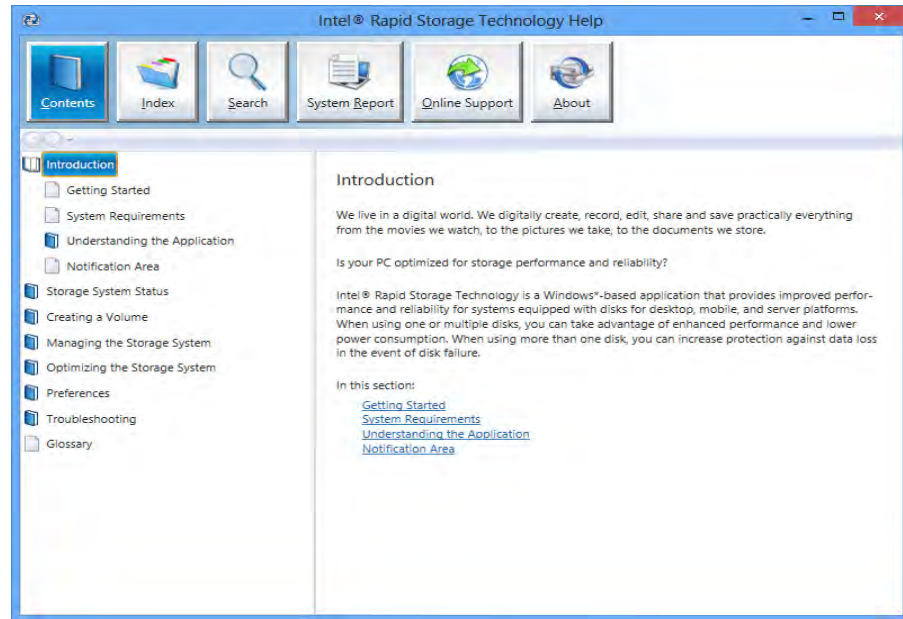 Intel® Rapid Storage Technology Help
Contents
Index
Search
System Report
Online Support
About
Introduction
Getting Started
System Requirements
Understanding the Application
Notification Area
Storage System Status
Creating a Volume
Managing the Storage System
Optimizing the Storage System
Preferences
Troubleshooting
Glossary
Introduction
We live in a digital world. We digitally create, record, edit, share and save practically everything
from the movies we watch, to the pictures we take, to the documents we store.
Is your PC optimized for storage performance and reliability?
Intel® Rapid Storage Technology is a Windows*-based application that provides improved perfor-
mance and reliability for systems equipped with disks for desktop, mobile, and server platforms.
When using one or multiple disks, you can take advantage of enhanced performance and lower
power consumption. When using more than one disk, you can increase protection against data loss
in the event of disk failure.
In this section:
Getting Started
System Requirements
Understanding the Application
Notification Area